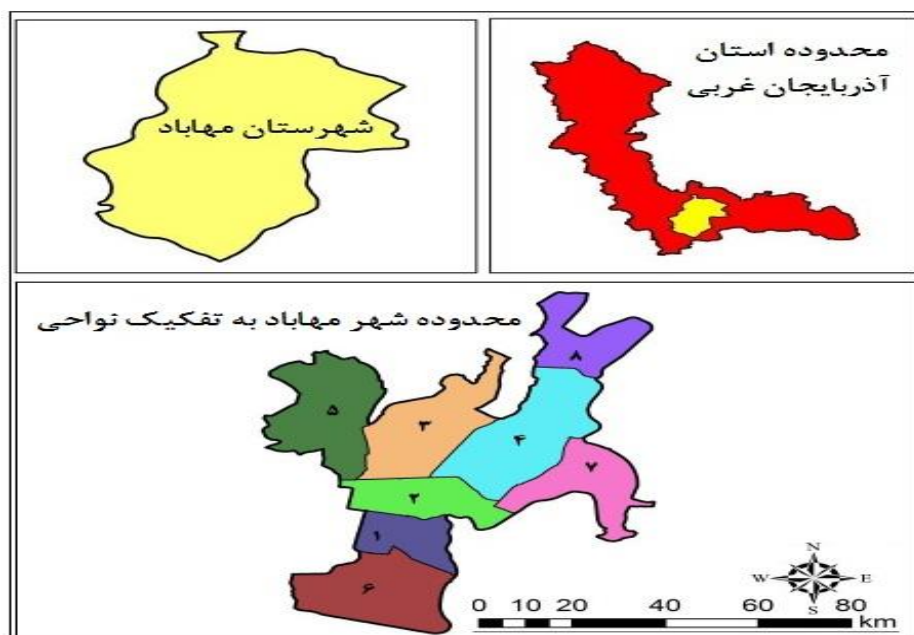 محدوده استان
آذربایجان غربی
شهرستان مهاباد
محدوده شهر مهاباد به تفکیک نواحی
۸
۵
۳
۴
۷
۲
۱
۶
N
W E
S
0 10 20 40 60 80
km